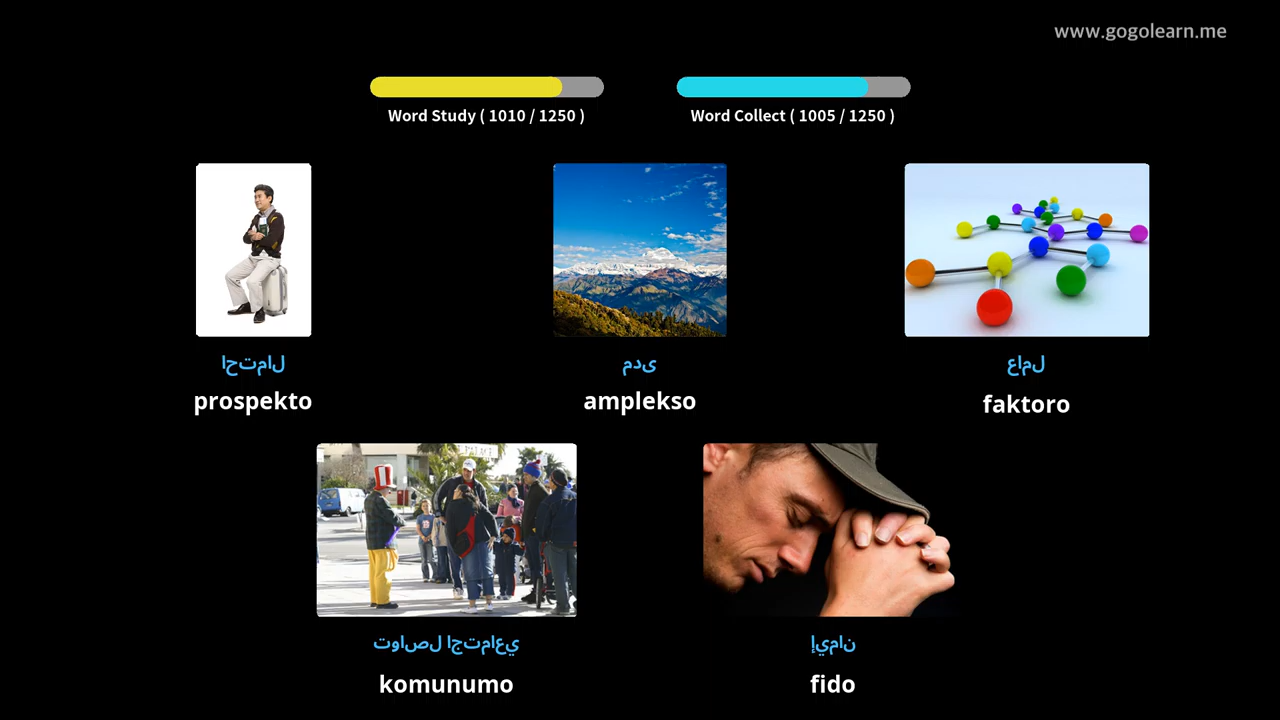 www.gogolearn.me
Word Study ( 1010 / 1250 )
Word Collect ( 1005 / 1250 )
احتمال
prospekto
مدى
amplekso
عامل
faktoro
تواصل اجتماعي
komunumo
إيمان
fido